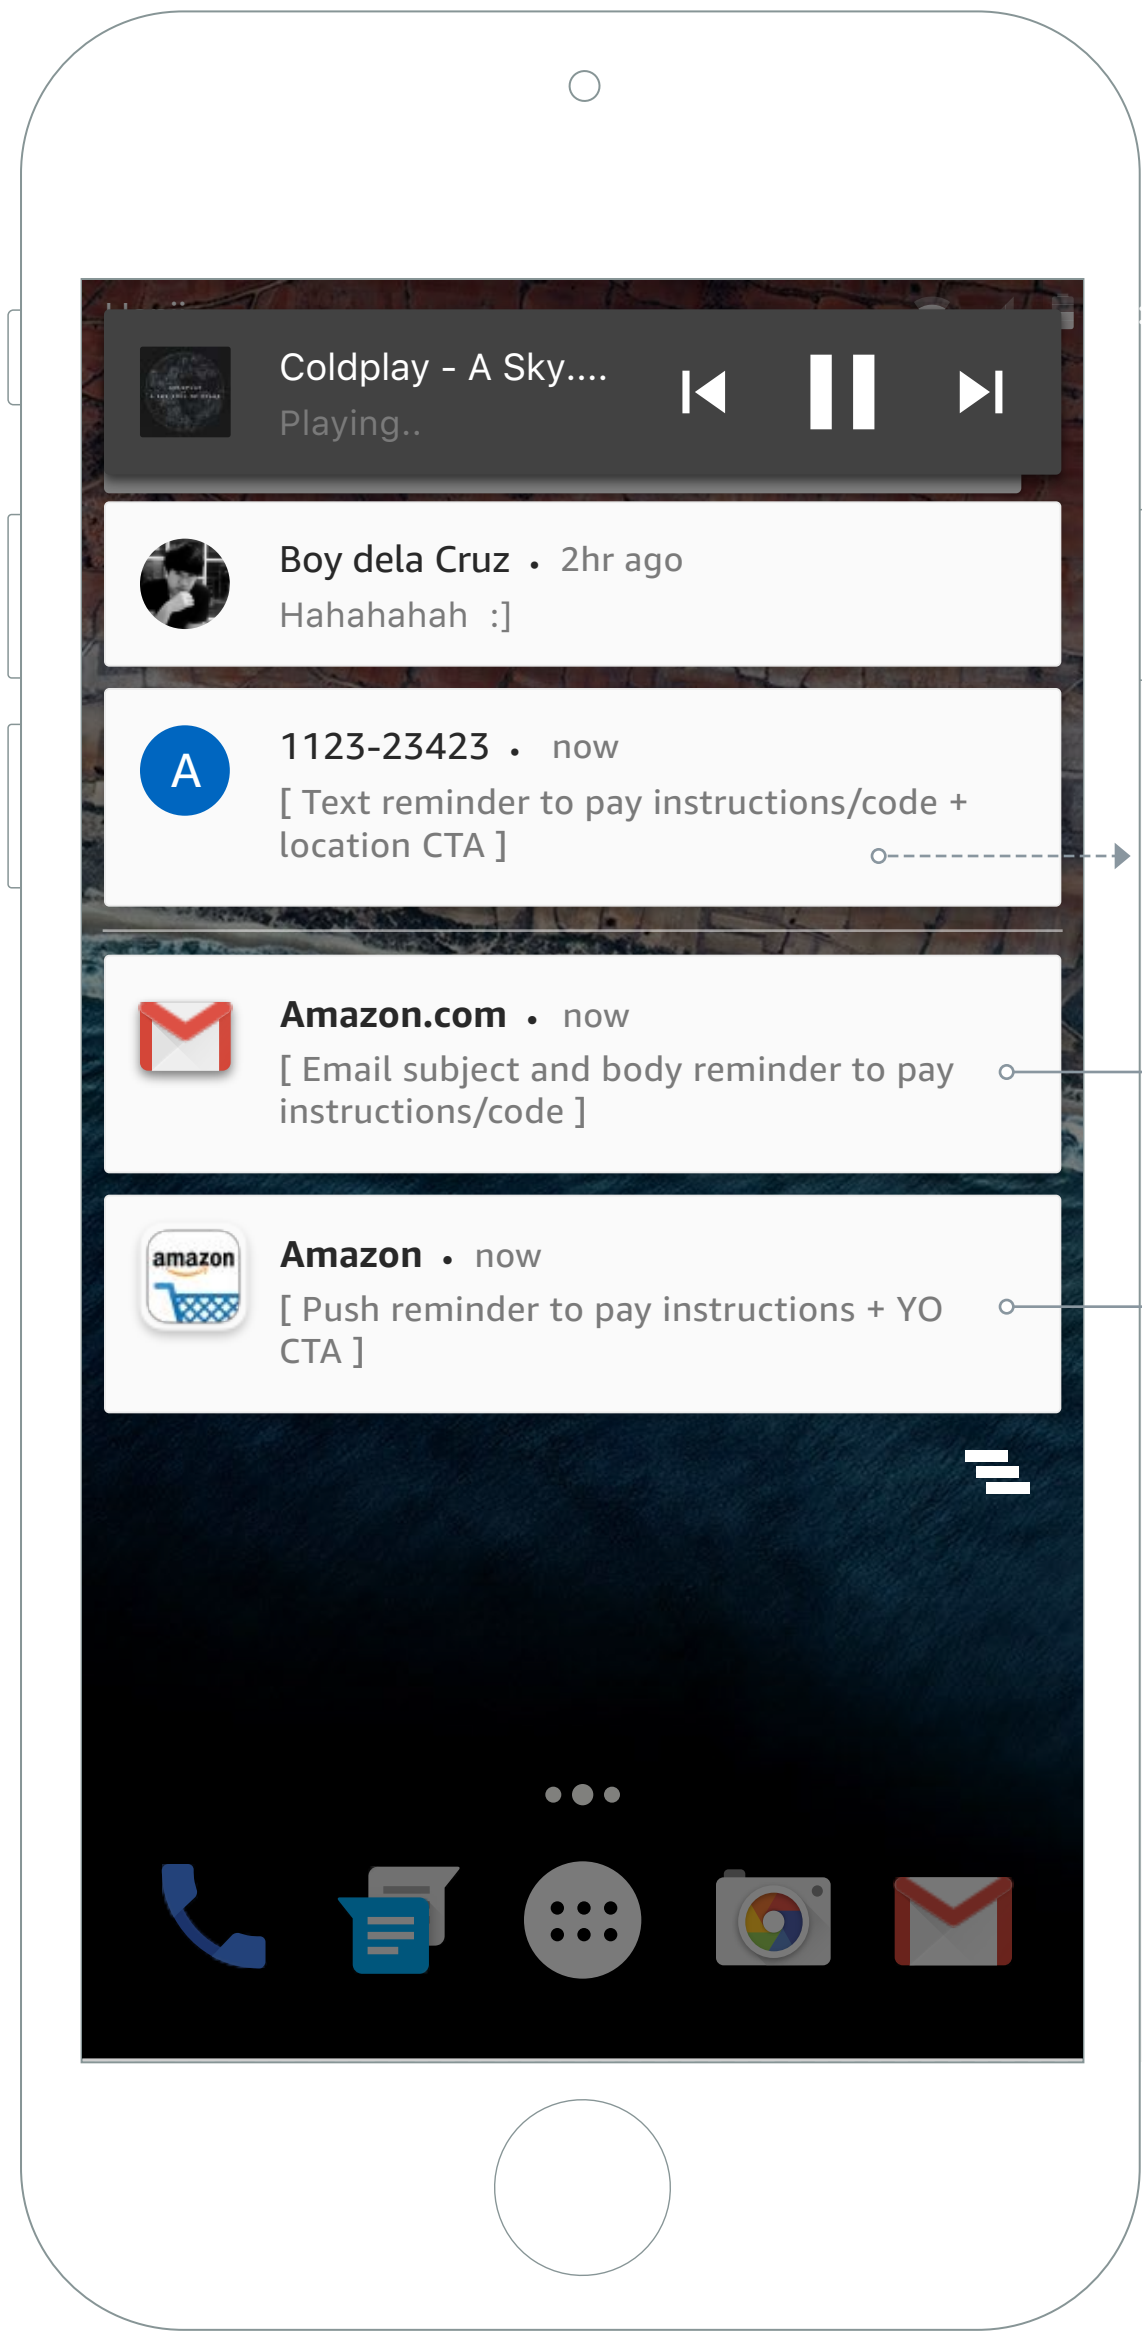 Coldplay - A Sky....
Playing..
Boy dela Cruz • 2hr ago
Hahahahah :]
A
1123-23423 • now
[ Text reminder to pay instructions/code +
location CTA ]
Amazon.com • now
[ Email subject and body reminder to pay
instructions/code ]
amazon
Amazon • now
[ Push reminder to pay instructions + YO
CTA ]